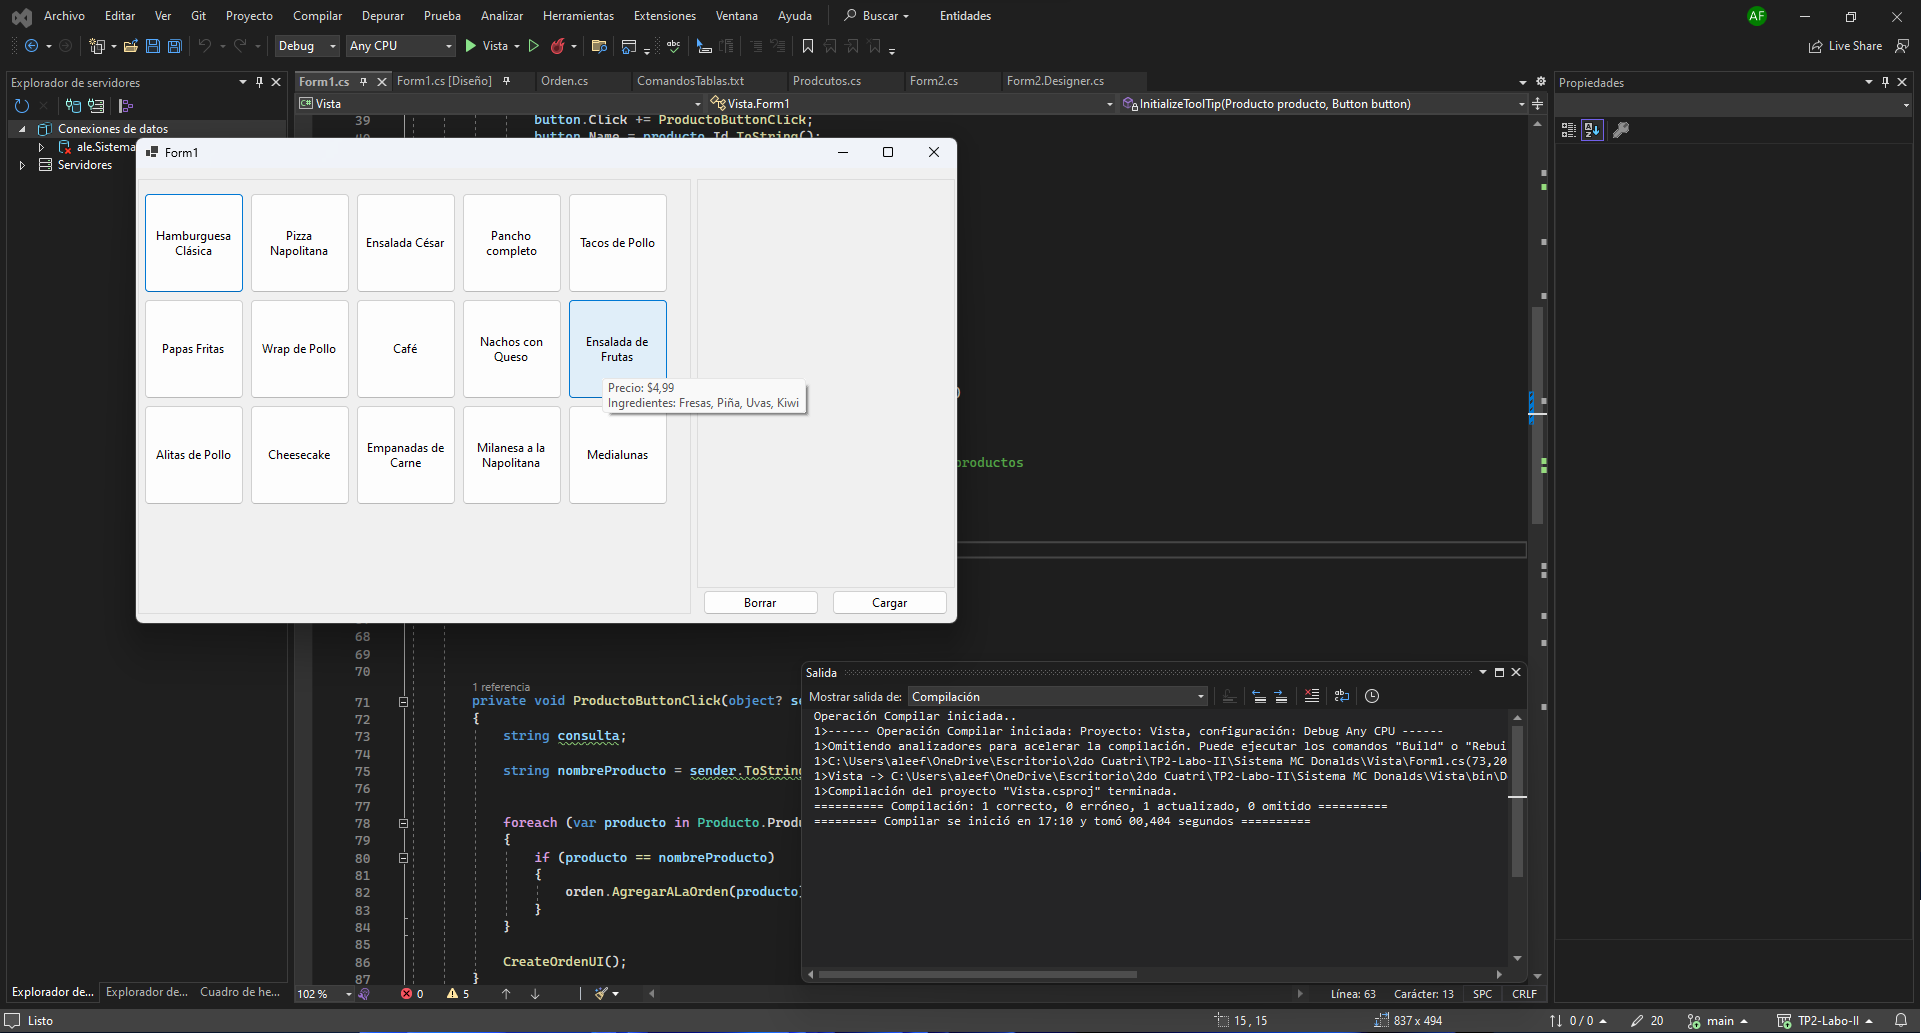 Archivo Editar Ver Git Proyecto Compilar Depurar Prueba Analizar Herramientas Extensiones Ventana Ayuda Buscar Entidades AF
Debug Any CPU Vista Live Share
Explorador de servidores
Conexiones de datos
ale.Sistema
Servidores
Form1.cs Form1.cs [Diseño] Orden.cs ComandosTablas.txt Prodcutos.cs Form2.cs Form2.Designer.cs
Vista Vista.Form1 InitializeToolTip(Producto producto, Button button)
Propiedades
39 button.Click += ProductoButtonClick;
button.Name = producto.Id.ToString();
Form1
Hamburguesa Clásica
Pizza Napolitana
Ensalada César
Pancho completo
Tacos de Pollo
Papas Fritas
Wrap de Pollo
Café
Nachos con Queso
Ensalada de Frutas
Precio: $4,99
Ingredientes: Fresas, Piña, Uvas, Kiwi
Alitas de Pollo
Cheesecake
Empanadas de Carne
Milanesa a la Napolitana
Medialunas
Borrar Cargar
)
productos
68
69
70
1 referencia
71 private void ProductoButtonClick(object? se
72 {
73 string consulta;
74
75 string nombreProducto = sender.ToString
76
77
78 foreach (var producto in Producto.Produ
79 {
80 if (producto == nombreProducto)
81 {
82 orden.AgregarALaOrden(producto)
83 }
84 }
85
86 CreateOrdenUI();
87 }
Salida
Mostrar salida de: Compilación
Operación Compilar iniciada..
1>------ Operación Compilar iniciada: Proyecto: Vista, configuración: Debug Any CPU ------
1>Omitiendo analizadores para acelerar la compilación. Puede ejecutar los comandos "Build" o "Rebui
1>C:\Users\aleef\OneDrive\Escritorio\2do Cuatri\TP2-Labo-II\Sistema MC Donalds\Vista\Form1.cs(73,20
1>Vista -> C:\Users\aleef\OneDrive\Escritorio\2do Cuatri\TP2-Labo-II\Sistema MC Donalds\Vista\bin\D
1>Compilación del proyecto "Vista.csproj" terminada.
========== Compilación: 1 correcto, 0 erróneo, 1 actualizado, 0 omitido ==========
========= Compilar se inició en 17:10 y tomó 00,404 segundos ==========
Explorador de... Explorador de... Cuadro de he...
102 % 0 5 Línea: 63 Carácter: 13 SPC CRLF
Listo 15 , 15 837 x 494 0 / 0 20 main TP2-Labo-II